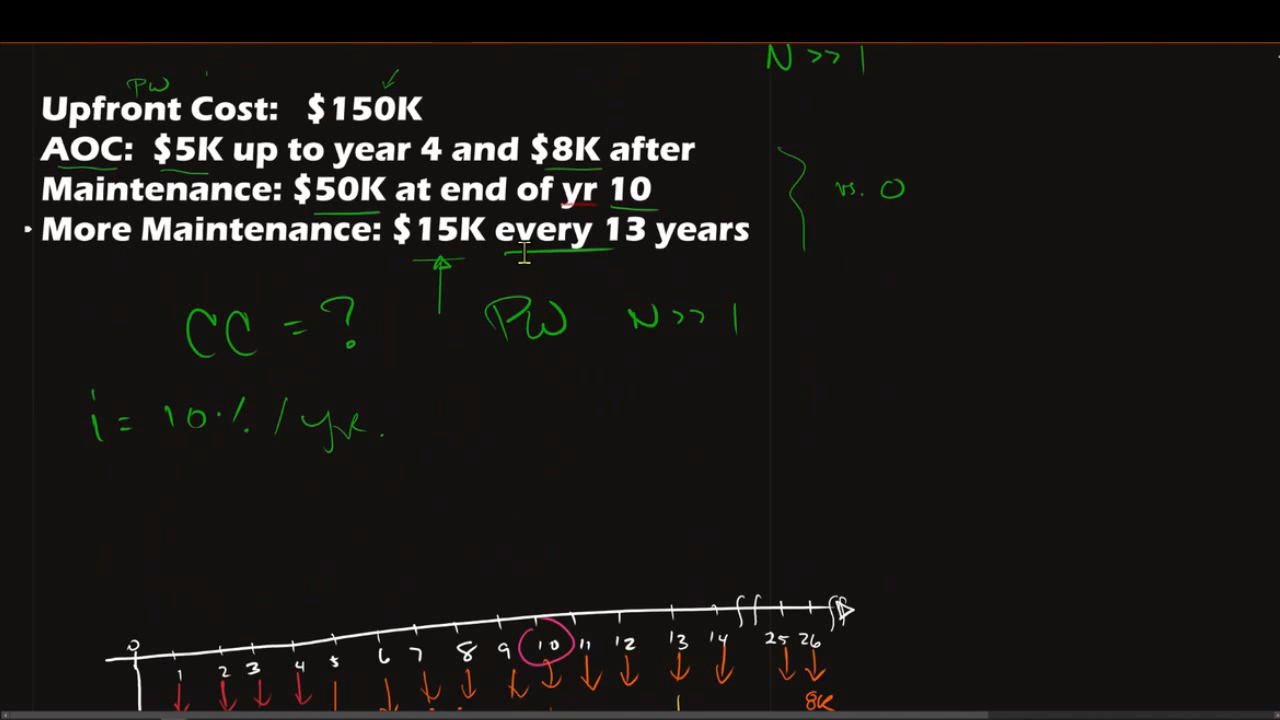 N >> 1
PW
Upfront Cost: $150K
AOC: $5K up to year 4 and $8K after
Maintenance: $50K at end of yr 10
vs. 0
• More Maintenance: $15K every 13 years
CC = ? PW N >> 1
i = 10% / yr.
0 1 2 3 4 5 6 7 8 9 10 11 12 13 14 25 26
8K